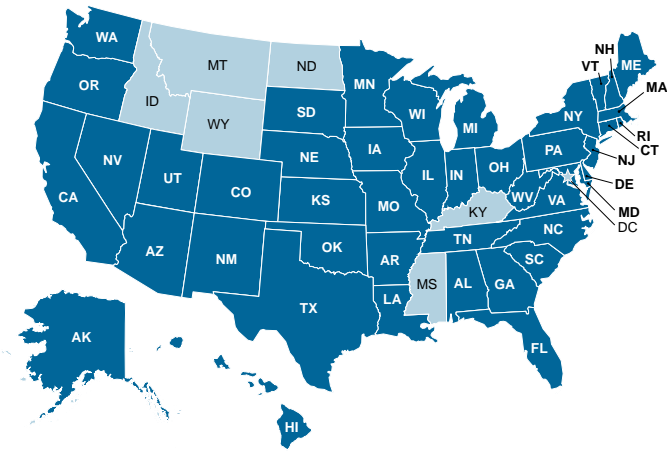 WA
OR
CA
NV
ID
MT
WY
UT
AZ
CO
NM
ND
SD
NE
KS
OK
TX
MN
IA
MO
AR
LA
WI
IL
MI
IN
OH
KY
TN
MS
AL
GA
FL
SC
NC
VA
WV
PA
NY
VT
NH
ME
MA
RI
CT
NJ
DE
MD
DC
AK
HI